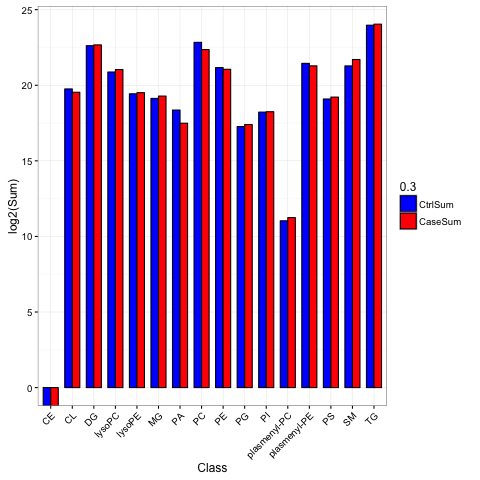 25
20
15
10
5
0
log2(Sum)
CE
CL
DG
lysoPC
lysoPE
MG
PA
PC
PE
PG
PI
plasmenyl-PC
plasmenyl-PE
PS
SM
TG
Class
0.3
CtrlSum
CaseSum